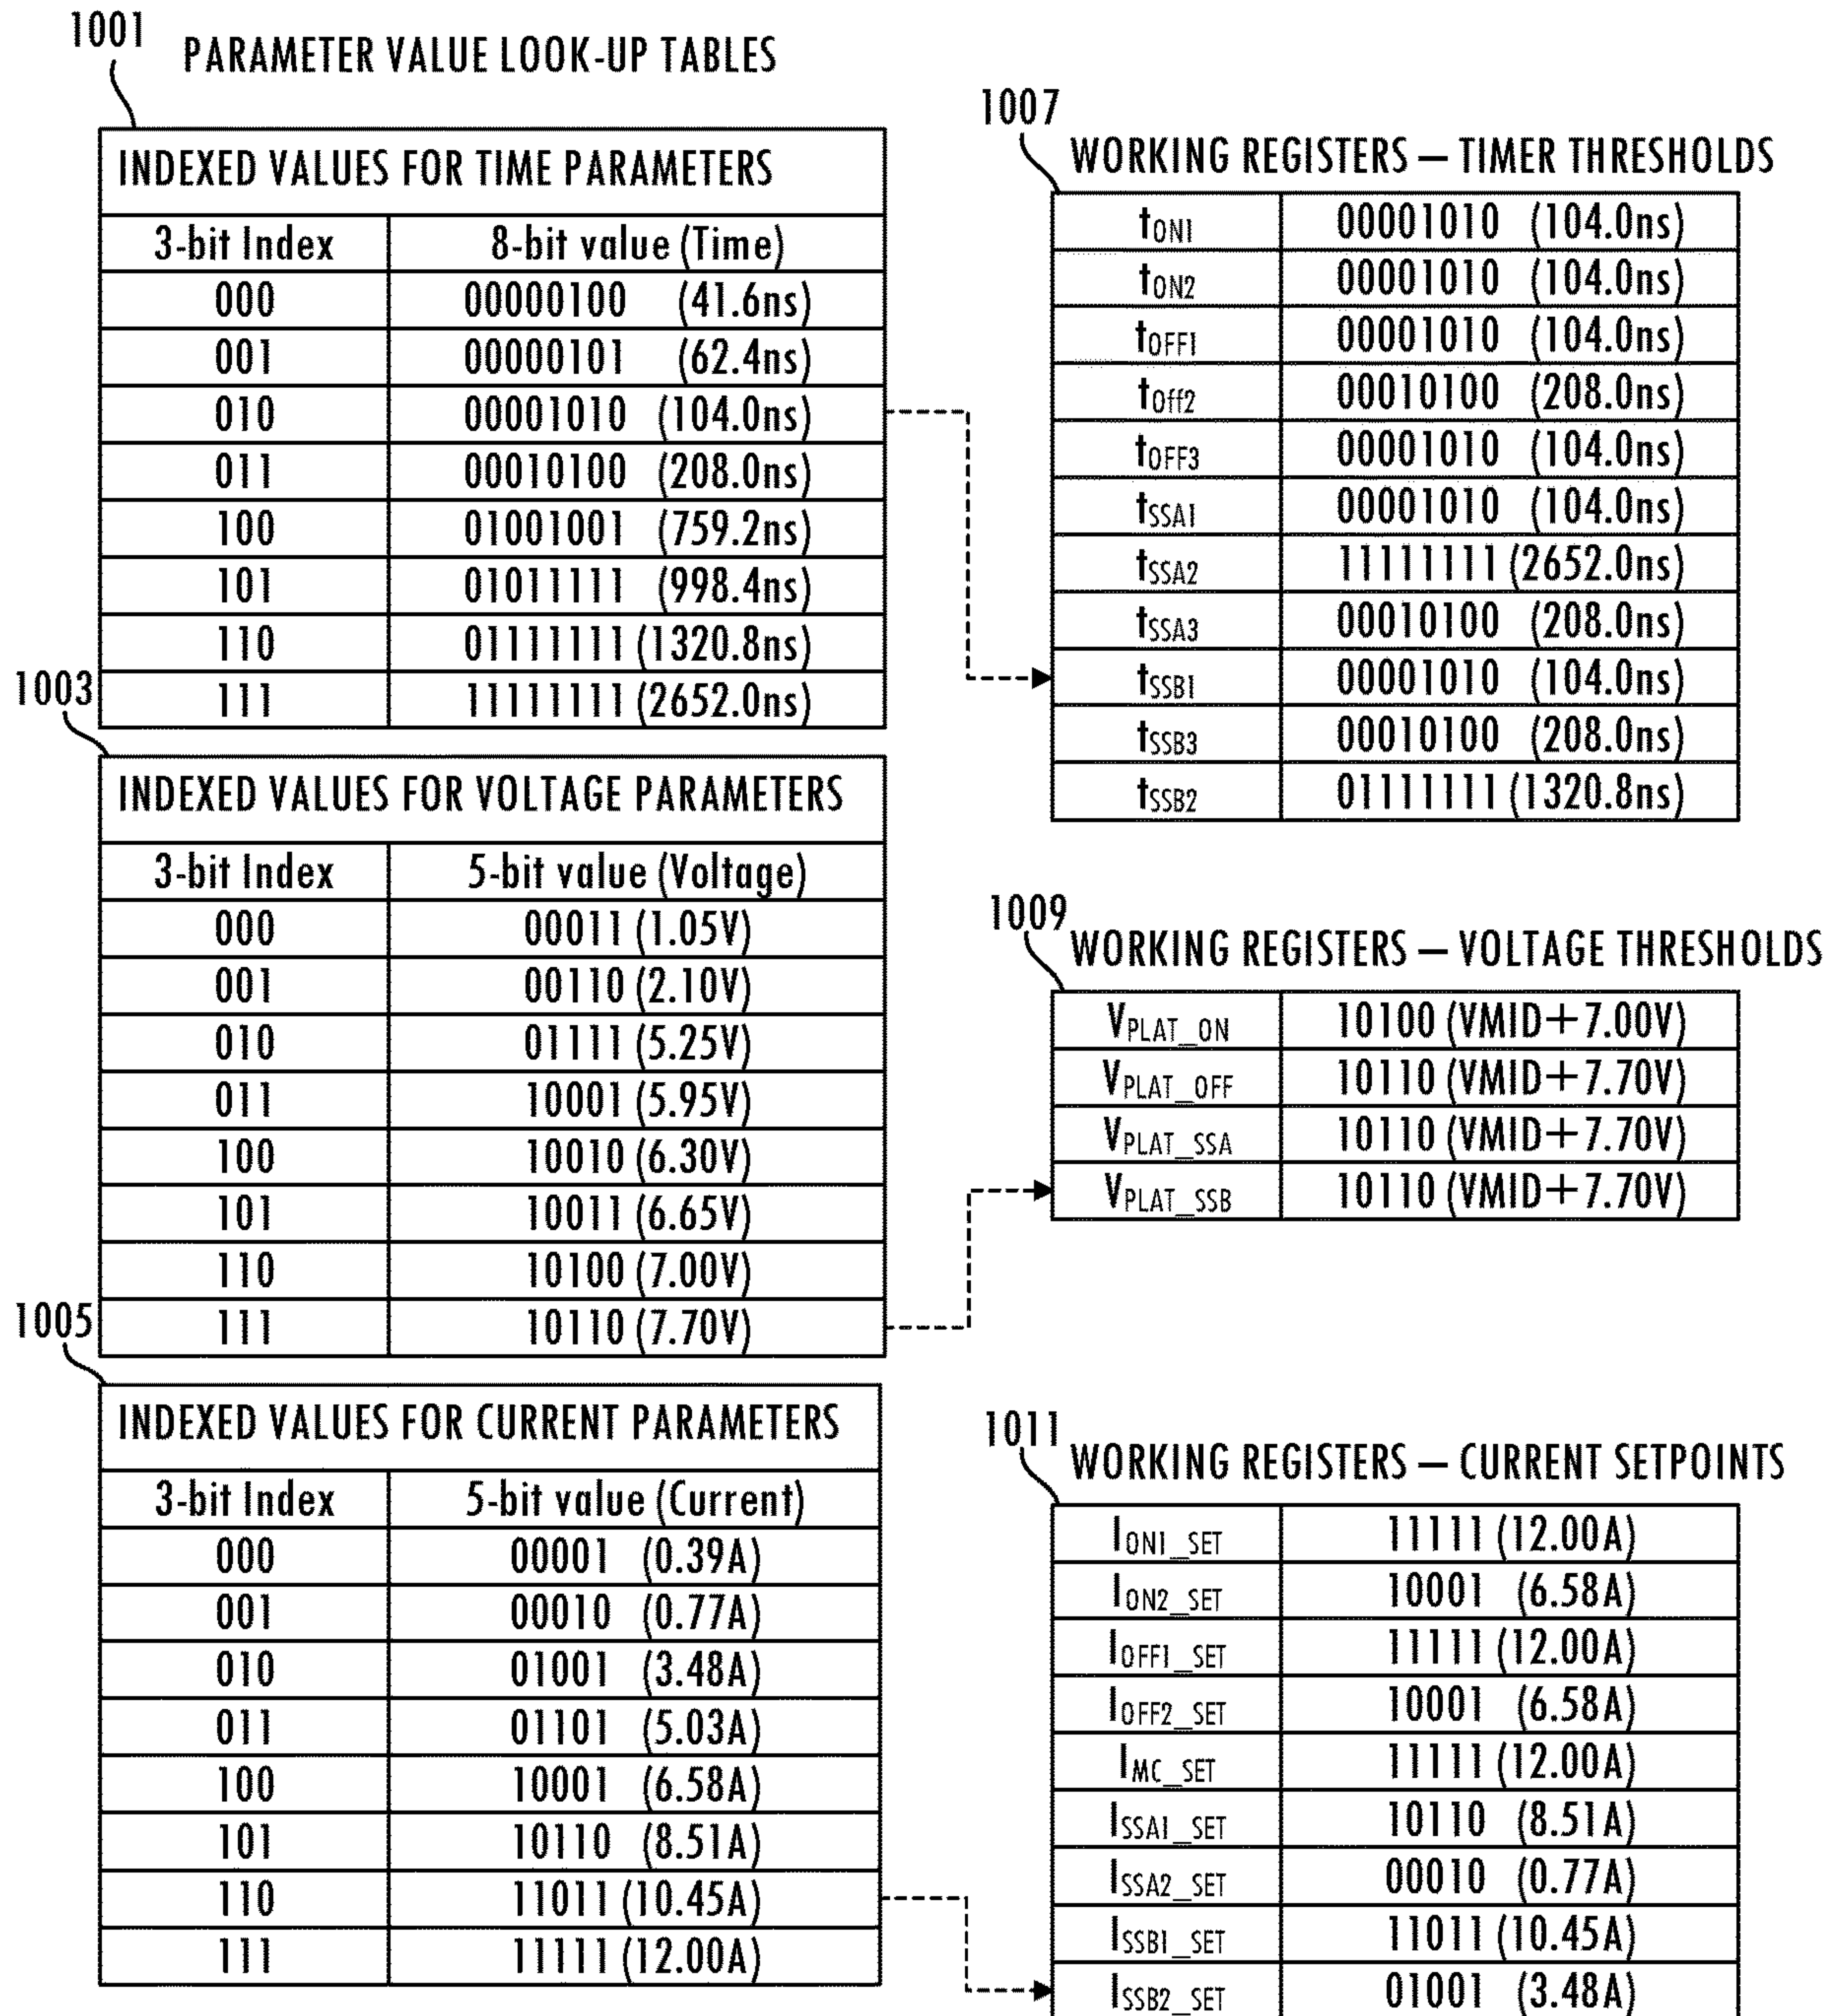 1001 PARAMETER VALUE LOOK-UP TABLES
INDEXED VALUES FOR TIME PARAMETERS
3-bit Index 8-bit value (Time)
000 00000100 (41.6ns)
001 00000101 (62.4ns)
010 00001010 (104.0ns)
011 00010100 (208.0ns)
100 01001001 (759.2ns)
101 01011111 (998.4ns)
110 01111111 (1320.8ns)
111 11111111 (2652.0ns)
1003
INDEXED VALUES FOR VOLTAGE PARAMETERS
3-bit Index 5-bit value (Voltage)
000 00011 (1.05V)
001 00110 (2.10V)
010 01111 (5.25V)
011 10001 (5.95V)
100 10010 (6.30V)
101 10011 (6.65V)
110 10100 (7.00V)
111 10110 (7.70V)
1005
INDEXED VALUES FOR CURRENT PARAMETERS
3-bit Index 5-bit value (Current)
000 00001 (0.39A)
001 00010 (0.77A)
010 01001 (3.48A)
011 01101 (5.03A)
100 10001 (6.58A)
101 10110 (8.51A)
110 11011 (10.45A)
111 11111 (12.00A)
1007
WORKING REGISTERS — TIMER THRESHOLDS
tON1 00001010 (104.0ns)
tON2 00001010 (104.0ns)
tOFF1 00001010 (104.0ns)
tOff2 00010100 (208.0ns)
tOFF3 00001010 (104.0ns)
tSSA1 00001010 (104.0ns)
tSSA2 11111111 (2652.0ns)
tSSA3 00010100 (208.0ns)
tSSB1 00001010 (104.0ns)
tSSB3 00010100 (208.0ns)
tSSB2 01111111 (1320.8ns)
1009
WORKING REGISTERS — VOLTAGE THRESHOLDS
VPLAT_ON 10100 (VMID+7.00V)
VPLAT_OFF 10110 (VMID+7.70V)
VPLAT_SSA 10110 (VMID+7.70V)
VPLAT_SSB 10110 (VMID+7.70V)
1011
WORKING REGISTERS — CURRENT SETPOINTS
ION1_SET 11111 (12.00A)
ION2_SET 10001 (6.58A)
IOFF1_SET 11111 (12.00A)
IOFF2_SET 10001 (6.58A)
IMC_SET 11111 (12.00A)
ISSA1_SET 10110 (8.51A)
ISSA2_SET 00010 (0.77A)
ISSB1_SET 11011 (10.45A)
ISSB2_SET 01001 (3.48A)